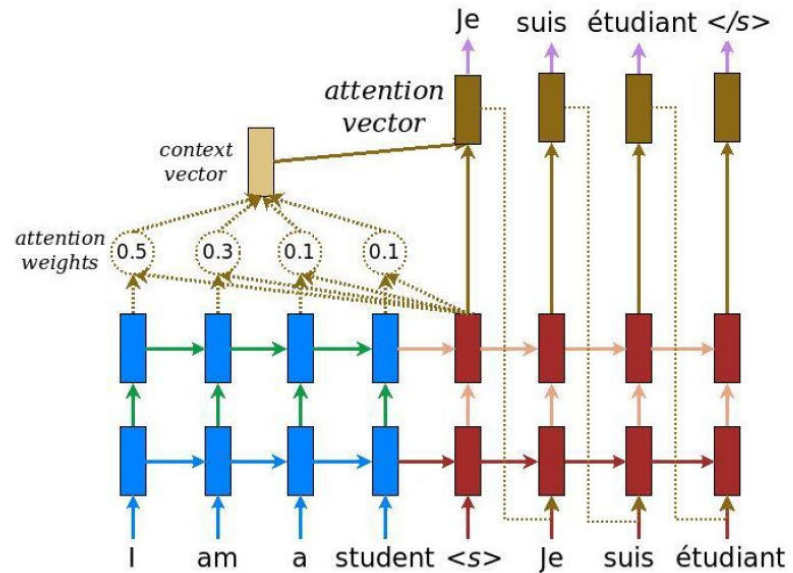 Je suis étudiant </s>
attention
vector
context
vector
attention
weights
0.5 0.3 0.1 0.1
I am a student <s> Je suis étudiant